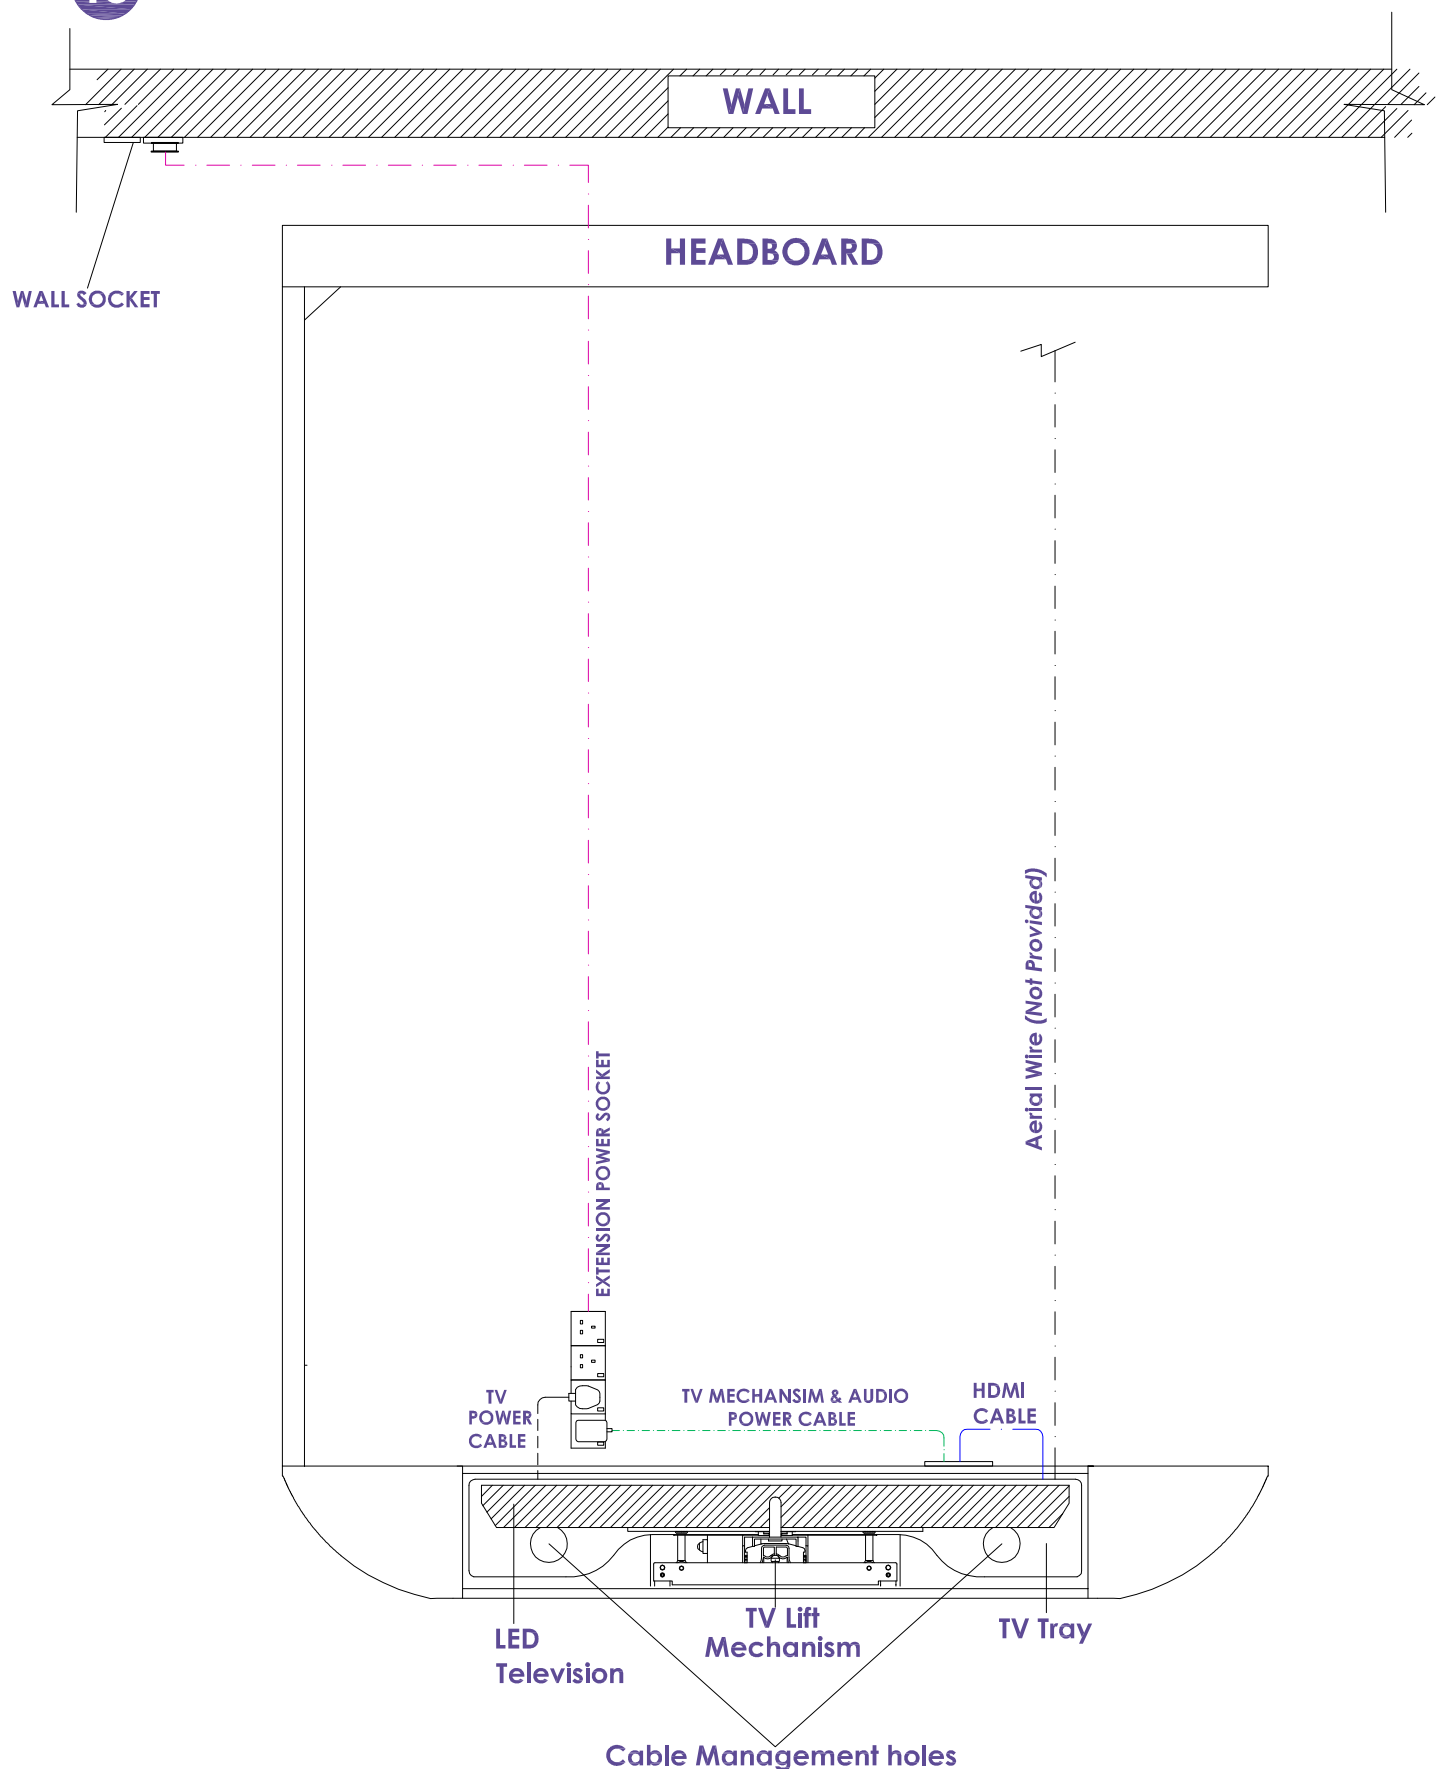 WALL
HEADBOARD
WALL SOCKET
Aerial Wire (Not Provided)
EXTENSION POWER SOCKET
TV
POWER
CABLE
TV MECHANSIM & AUDIO
POWER CABLE
HDMI
CABLE
LED
Television
TV Lift
Mechanism
TV Tray
Cable Management holes